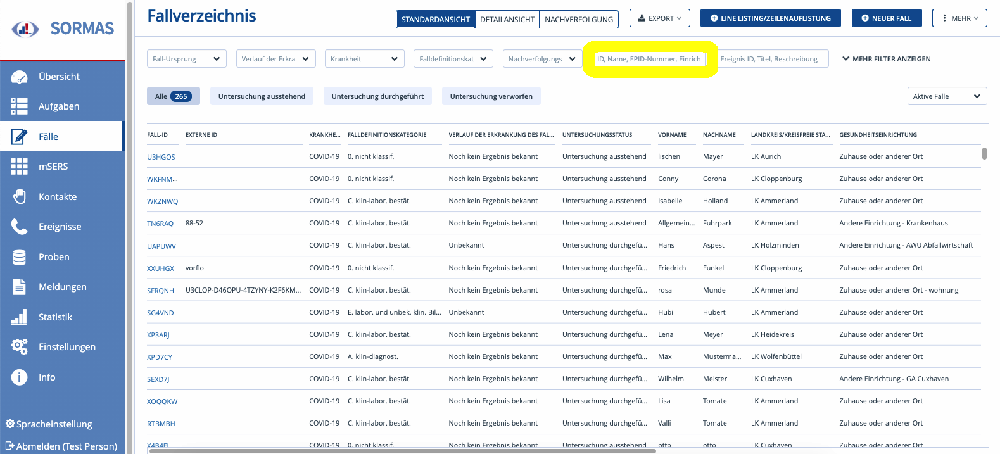 SORMAS
Übersicht
Aufgaben
Fälle
mSERS
Kontakte
Ereignisse
Proben
Meldungen
Statistik
Einstellungen
Info
Spracheinstellung
Abmelden (Test Person)
Fallverzeichnis
STANDARDANSICHT DETAILANSICHT NACHVERFOLGUNG EXPORT LINE LISTING/ZEILENAUFLISTUNG NEUER FALL MEHR
Fall-Ursprung Verlauf der Erkra Krankheit Falldefinitionskat Nachverfolgungs ID, Name, EPID-Nummer, Einrich Ereignis ID, Titel, Beschreibung MEHR FILTER ANZEIGEN
Alle 265 Untersuchung ausstehend Untersuchung durchgeführt Untersuchung verworfen Aktive Fälle
FALL-ID EXTERNE ID KRANKHE... FALLDEFINITIONSKATEGORIE VERLAUF DER ERKRANKUNG DES FAL... UNTERSUCHUNGSSTATUS VORNAME NACHNAME LANDKREIS/KREISFREIE STA... GESUNDHEITSEINRICHTUNG
U3HGOS COVID-19 0. nicht klassif. Noch kein Ergebnis bekannt Untersuchung ausstehend lischen Mayer LK Aurich Zuhause oder anderer Ort
WKFNM... COVID-19 0. nicht klassif. Noch kein Ergebnis bekannt Untersuchung ausstehend Conny Corona LK Cloppenburg Zuhause oder anderer Ort
WKZNWQ COVID-19 C. klin-labor. bestät. Noch kein Ergebnis bekannt Untersuchung ausstehend Isabelle Holland LK Ammerland Zuhause oder anderer Ort
TN6RAQ 88-52 COVID-19 C. klin-labor. bestät. Noch kein Ergebnis bekannt Untersuchung ausstehend Allgemein... Fuhrpark LK Ammerland Andere Einrichtung - Krankenhaus
UAPUWV COVID-19 C. klin-labor. bestät. Unbekannt Untersuchung durchgefü... Hans Aspest LK Holzminden Andere Einrichtung - AWU Abfallwirtschaft
XXUHGX vorflo COVID-19 0. nicht klassif. Noch kein Ergebnis bekannt Untersuchung durchgefü... Friedrich Funkel LK Cloppenburg Zuhause oder anderer Ort
SFRQNH U3CLOP-D46OPU-4TZYNY-K2F6KM... COVID-19 C. klin-labor. bestät. Noch kein Ergebnis bekannt Untersuchung durchgefü... rosa Munde LK Ammerland Zuhause oder anderer Ort - wohnung
SG4VND COVID-19 E. labor. und unbek. klin. Bil... Unbekannt Untersuchung durchgefü... Hubi Hubert LK Ammerland Zuhause oder anderer Ort
XP3ARJ COVID-19 C. klin-labor. bestät. Noch kein Ergebnis bekannt Untersuchung durchgefü... Lena Meyer LK Heidekreis Zuhause oder anderer Ort
XPD7CY COVID-19 A. klin-diagnost. Noch kein Ergebnis bekannt Untersuchung durchgefü... Max Musterma... LK Wolfenbüttel Zuhause oder anderer Ort
SEXD7J COVID-19 C. klin-labor. bestät. Noch kein Ergebnis bekannt Untersuchung durchgefü... Wilhelm Meister LK Cuxhaven Andere Einrichtung - GA Cuxhaven
XOQQKW COVID-19 C. klin-labor. bestät. Noch kein Ergebnis bekannt Untersuchung durchgefü... Lisa Tomate LK Ammerland Zuhause oder anderer Ort
RTBMBH COVID-19 C. klin-labor. bestät. Noch kein Ergebnis bekannt Untersuchung durchgefü... Valli Tomate LK Ammerland Zuhause oder anderer Ort
COVID-19 0. nicht klassif. Noch kein Ergebnis bekannt Untersuchung ausstehend otto otto LK Cuxhaven Zuhause oder anderer Ort